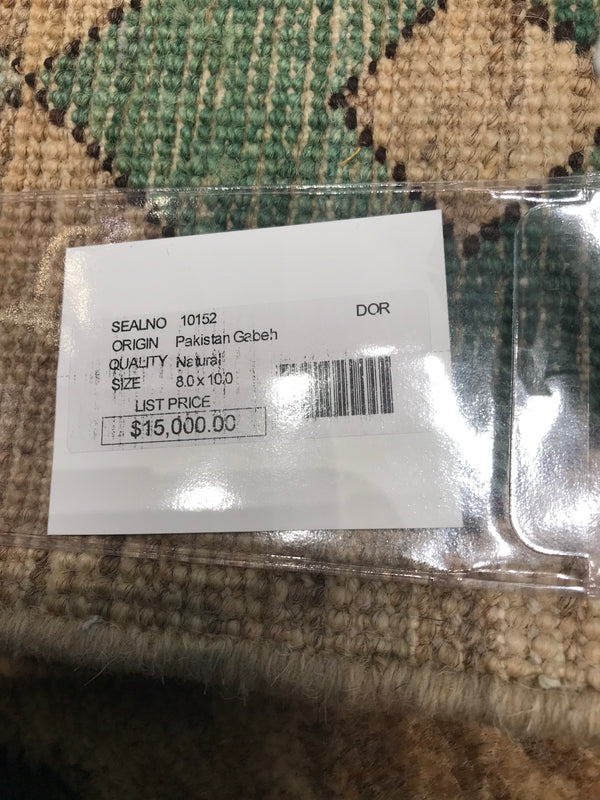 DOR
SEALNO 10152
ORIGIN Pakistan Gabeh
QUALITY Natural
SIZE 8.0 x 10.0
LIST PRICE
$15,000.00